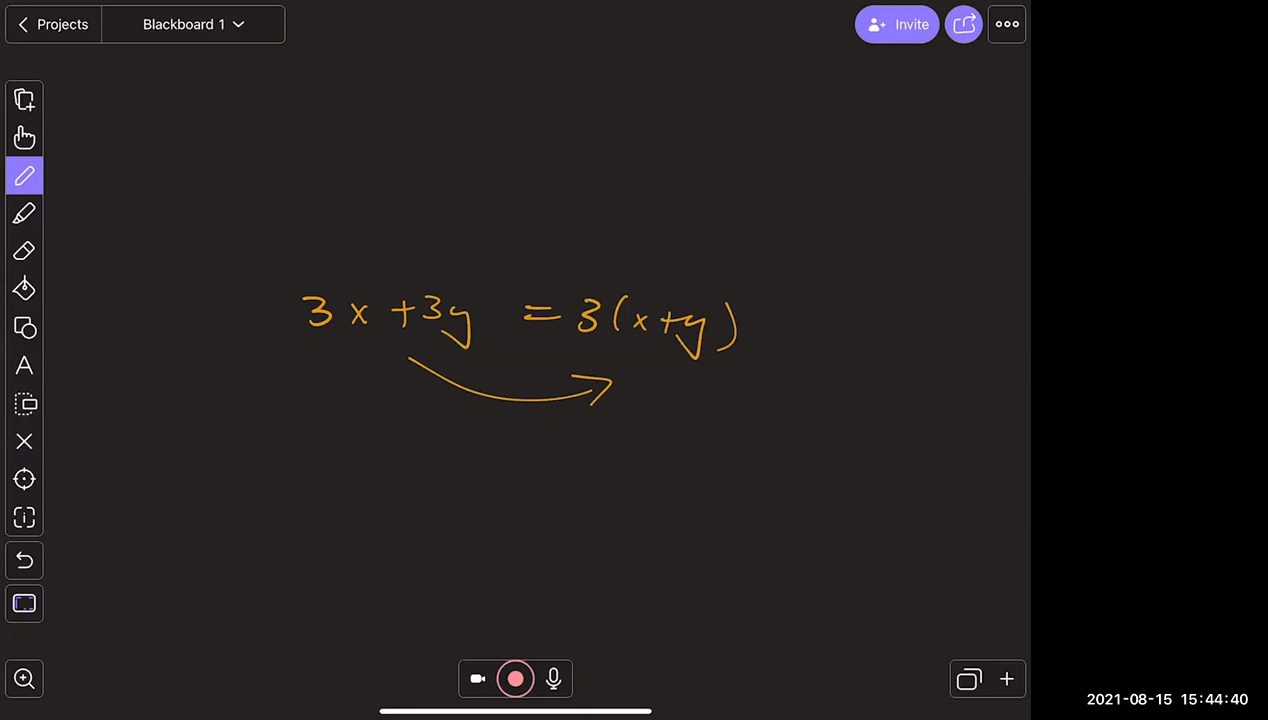 Projects
Blackboard 1
Invite
3x +3y = 3(x+y)
2021-08-15 15:44:40